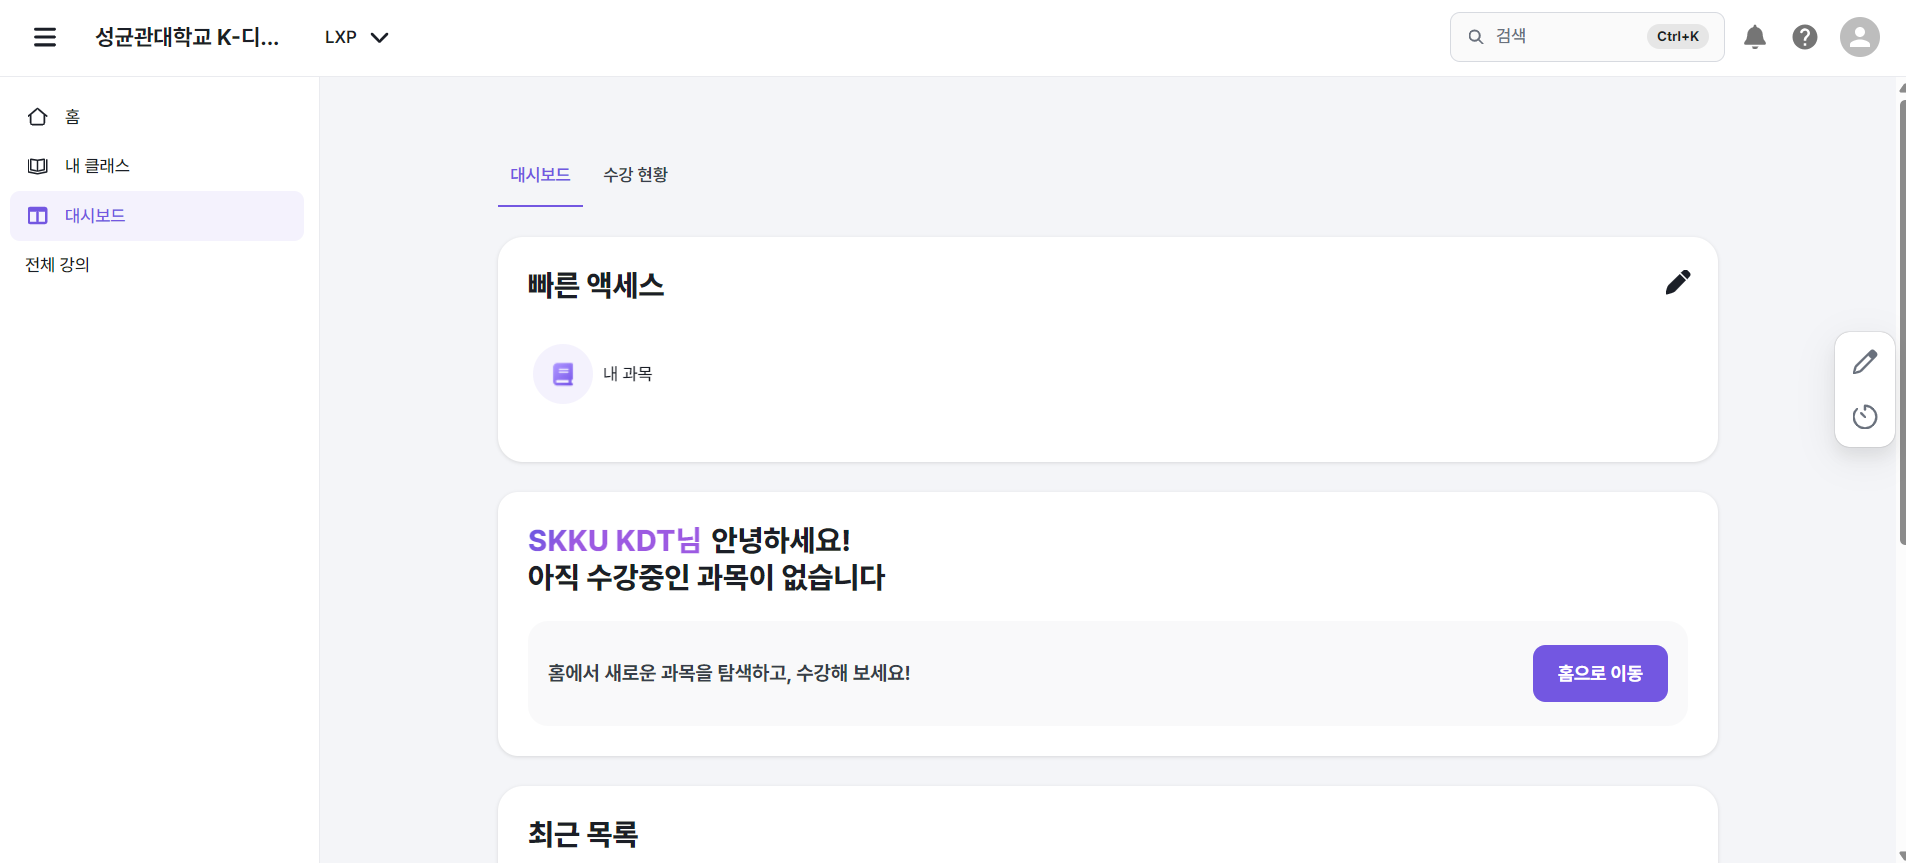 성균관대학교 K-디...
LXP
검색
Ctrl+K
홈
내 클래스
대시보드
전체 강의
대시보드
수강 현황
빠른 액세스
내 과목
SKKU KDT님 안녕하세요!
아직 수강중인 과목이 없습니다
홈에서 새로운 과목을 탐색하고, 수강해 보세요!
홈으로 이동
최근 목록